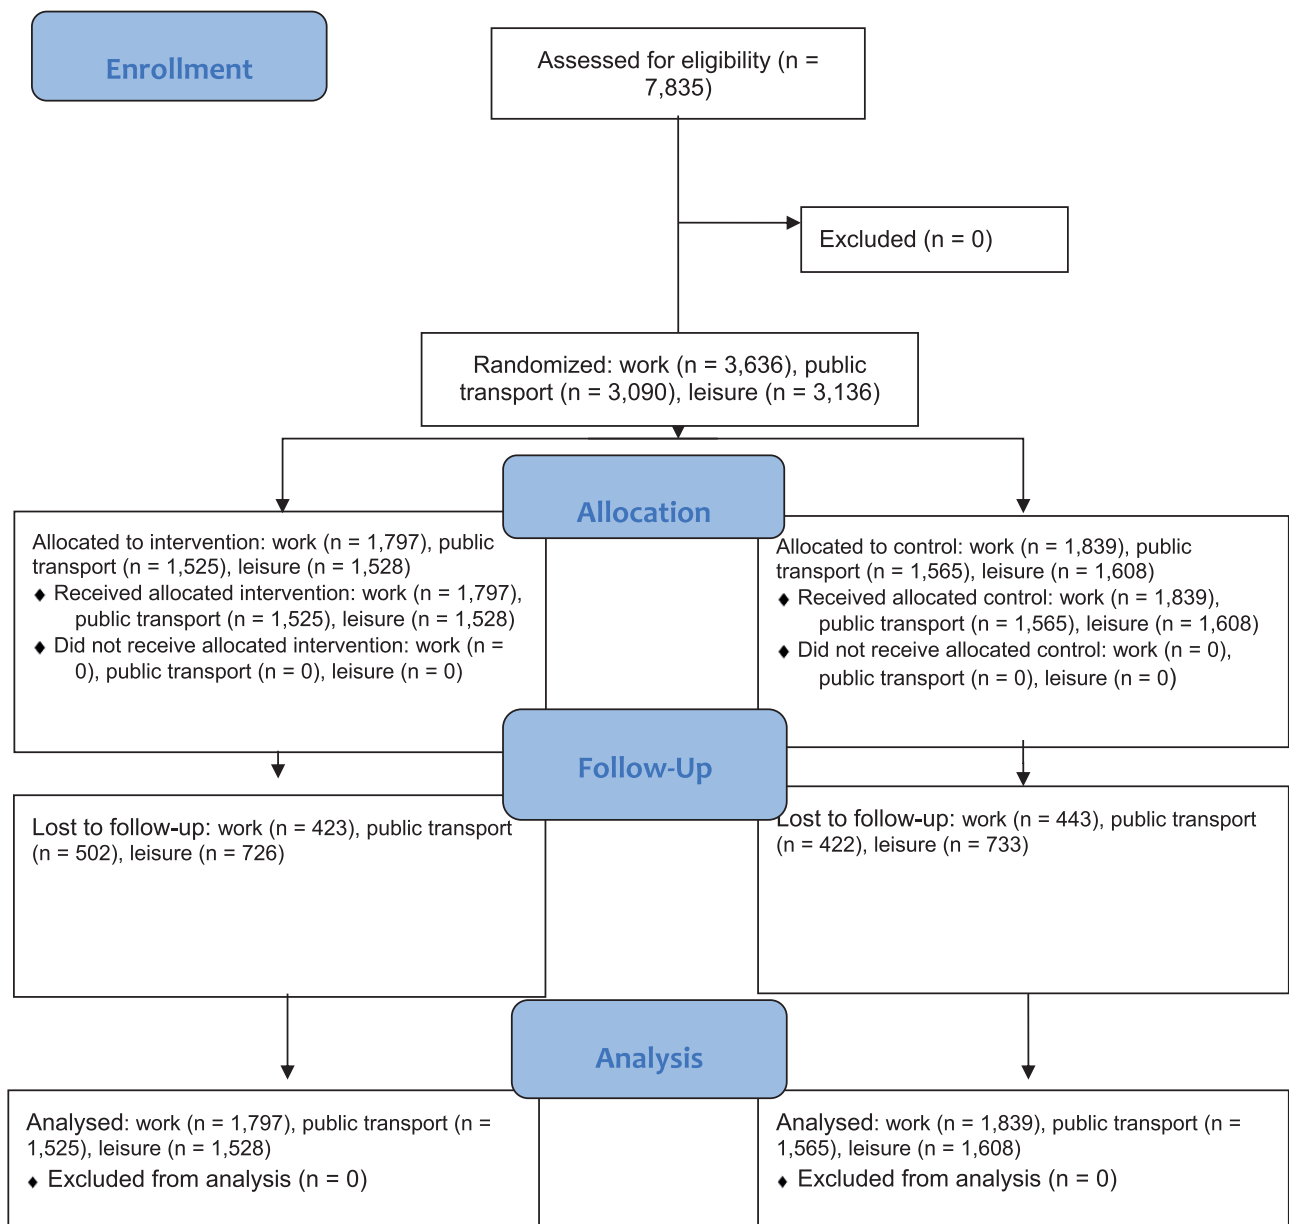 Enrollment
Assessed for eligibility (n =
7,835)
Excluded (n = 0)
Randomized: work (n = 3,636), public
transport (n = 3,090), leisure (n = 3,136)
Allocation
Allocated to intervention: work (n = 1,797), public
transport (n = 1,525), leisure (n = 1,528)
♦ Received allocated intervention: work (n = 1,797),
public transport (n = 1,525), leisure (n = 1,528)
♦ Did not receive allocated intervention: work (n =
0), public transport (n = 0), leisure (n = 0)
Allocated to control: work (n = 1,839), public
transport (n = 1,565), leisure (n = 1,608)
♦ Received allocated control: work (n = 1,839),
public transport (n = 1,565), leisure (n = 1,608)
♦ Did not receive allocated control: work (n = 0),
public transport (n = 0), leisure (n = 0)
Follow-Up
Lost to follow-up: work (n = 423), public transport
(n = 502), leisure (n = 726)
Lost to follow-up: work (n = 443), public transport
(n = 422), leisure (n = 733)
Analysis
Analysed: work (n = 1,797), public transport (n =
1,525), leisure (n = 1,528)
♦ Excluded from analysis (n = 0)
Analysed: work (n = 1,839), public transport (n =
1,565), leisure (n = 1,608)
♦ Excluded from analysis (n = 0)